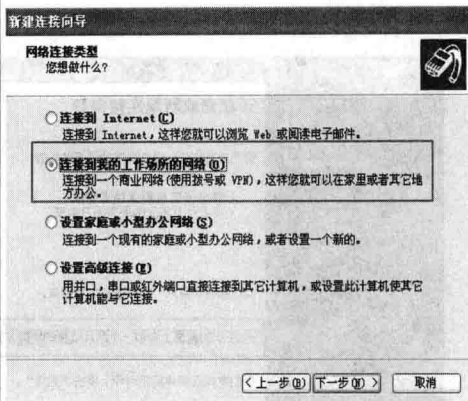 新建连接向导
网络连接类型
您想做什么?
连接到 Internet(C)
连接到 Internet,这样您就可以浏览 Web 或阅读电子邮件。
连接到我的工作场所的网络(O)
连接到一个商业网络(使用拨号或 VPN),这样您就可以在家里或者其它地
方办公。
设置家庭或小型办公网络(S)
连接到一个现有的家庭或小型办公网络,或者设置一个新的。
设置高级连接(E)
用并口,串口或红外端口直接连接到其它计算机,或设置此计算机使其它
计算机能与它连接。
<上一步(B) 下一步(N)> 取消